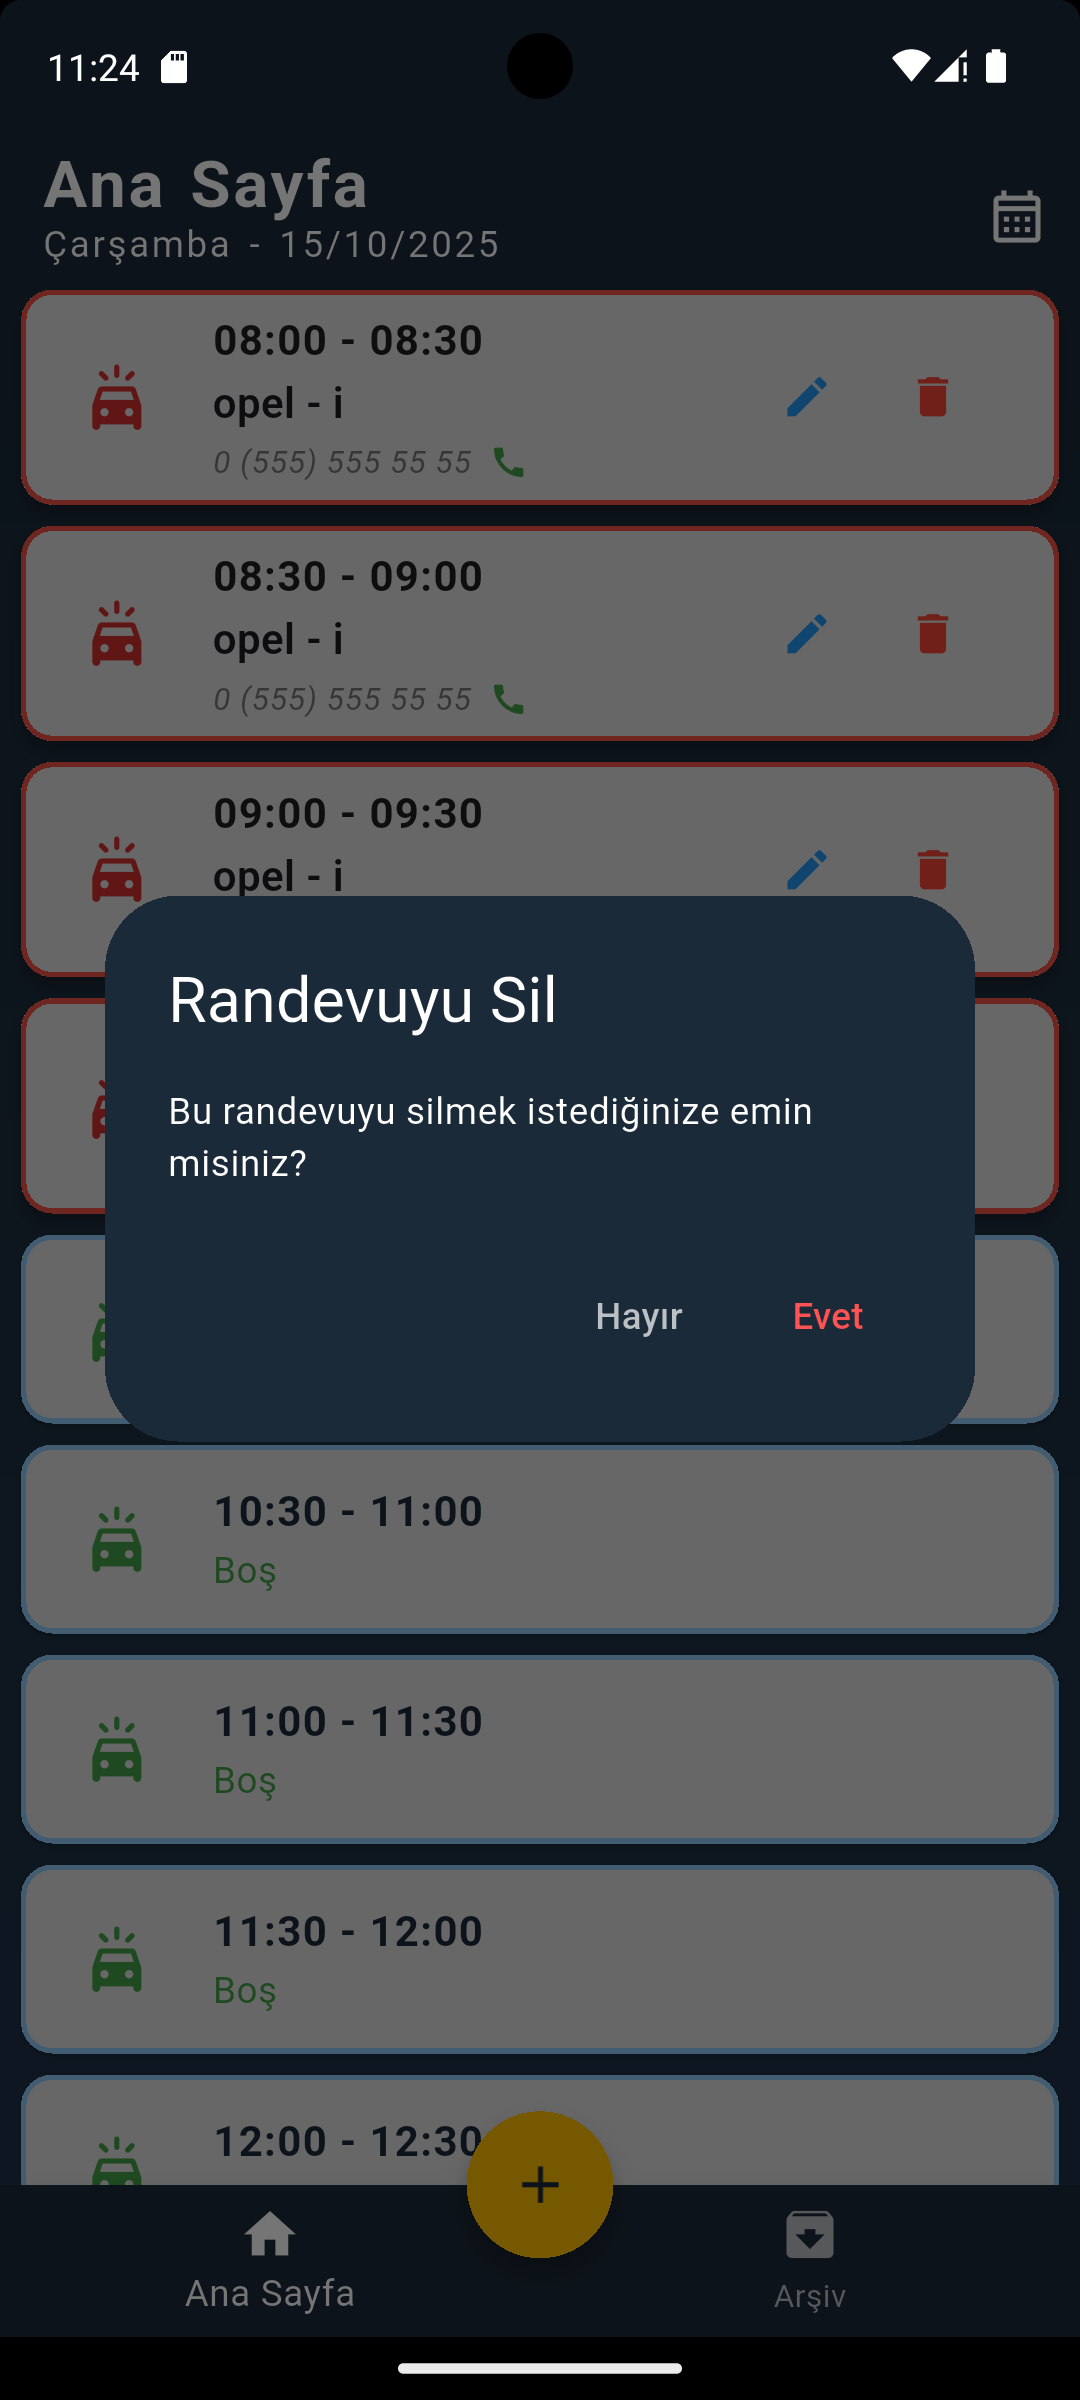 11:24
Ana Sayfa
Çarşamba - 15/10/2025
08:00 - 08:30
opel - i
0 (555) 555 55 55
08:30 - 09:00
opel - i
0 (555) 555 55 55
09:00 - 09:30
opel - i
Randevuyu Sil
Bu randevuyu silmek istediğinize emin
misiniz?
Hayır Evet
10:30 - 11:00
Boş
11:00 - 11:30
Boş
11:30 - 12:00
Boş
12:00 - 12:30
Ana Sayfa
Arşiv